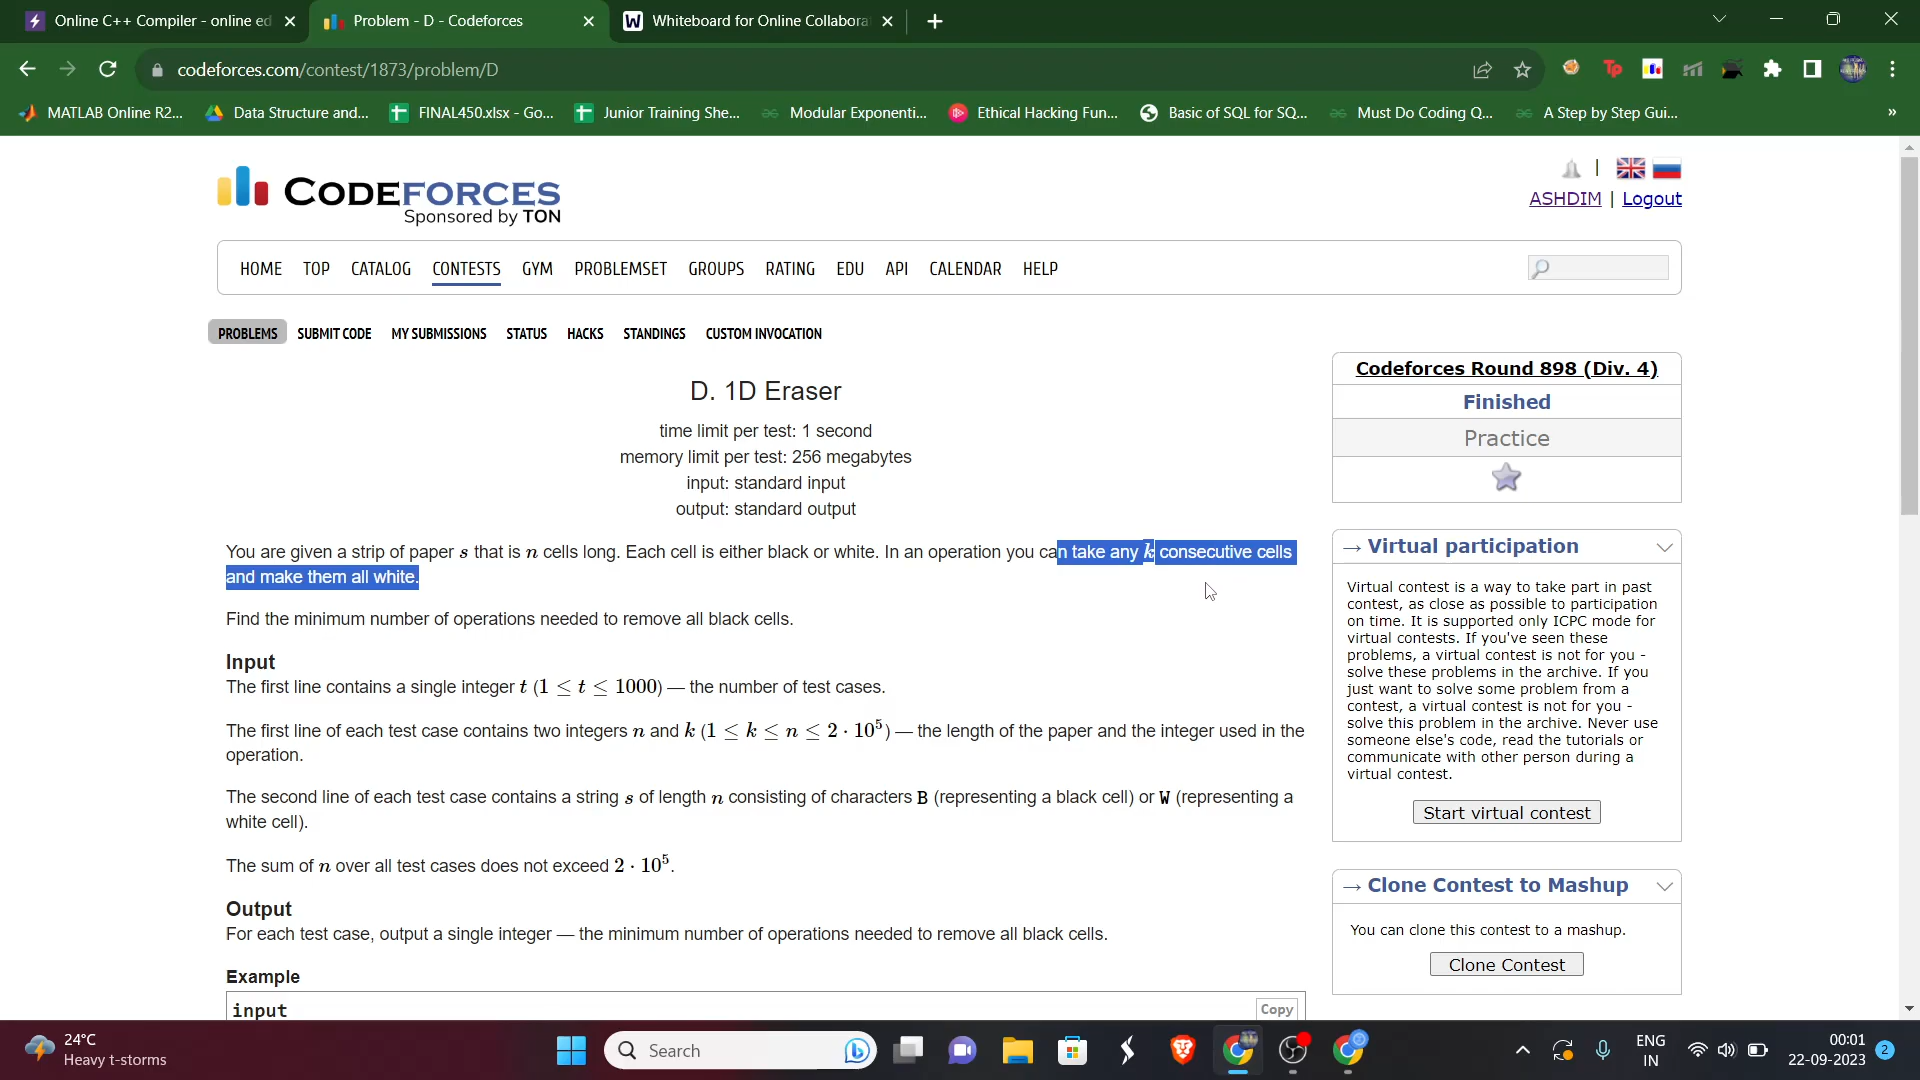 Online C++ Compiler - online ed
Problem - D - Codeforces
Whiteboard for Online Collabora
codeforces.com/contest/1873/problem/D
MATLAB Online R2...
Data Structure and...
FINAL450.xlsx - Go...
Junior Training She...
Modular Exponenti...
Ethical Hacking Fun...
Basic of SQL for SQ...
Must Do Coding Q...
A Step by Step Gui...
»
CODEFORCES
Sponsored by TON
ASHDIM | Logout
HOME TOP CATALOG CONTESTS GYM PROBLEMSET GROUPS RATING EDU API CALENDAR HELP
PROBLEMS SUBMIT CODE MY SUBMISSIONS STATUS HACKS STANDINGS CUSTOM INVOCATION
D. 1D Eraser
time limit per test: 1 second
memory limit per test: 256 megabytes
input: standard input
output: standard output
You are given a strip of paper s that is n cells long. Each cell is either black or white. In an operation you can take any k consecutive cells
and make them all white.
Find the minimum number of operations needed to remove all black cells.
Input
The first line contains a single integer t (1 ≤ t ≤ 1000) — the number of test cases.
The first line of each test case contains two integers n and k (1 ≤ k ≤ n ≤ 2 · 10⁵) — the length of the paper and the integer used in the
operation.
The second line of each test case contains a string s of length n consisting of characters B (representing a black cell) or W (representing a
white cell).
The sum of n over all test cases does not exceed 2 · 10⁵.
Output
For each test case, output a single integer — the minimum number of operations needed to remove all black cells.
Example
input
Copy
Codeforces Round 898 (Div. 4)
Finished
Practice
→ Virtual participation
Virtual contest is a way to take part in past
contest, as close as possible to participation
on time. It is supported only ICPC mode for
virtual contests. If you've seen these
problems, a virtual contest is not for you -
solve these problems in the archive. If you
just want to solve some problem from a
contest, a virtual contest is not for you -
solve this problem in the archive. Never use
someone else's code, read the tutorials or
communicate with other person during a
virtual contest.
Start virtual contest
→ Clone Contest to Mashup
You can clone this contest to a mashup.
Clone Contest
24°C
Heavy t-storms
Search
ENG
IN
00:01
22-09-2023
2